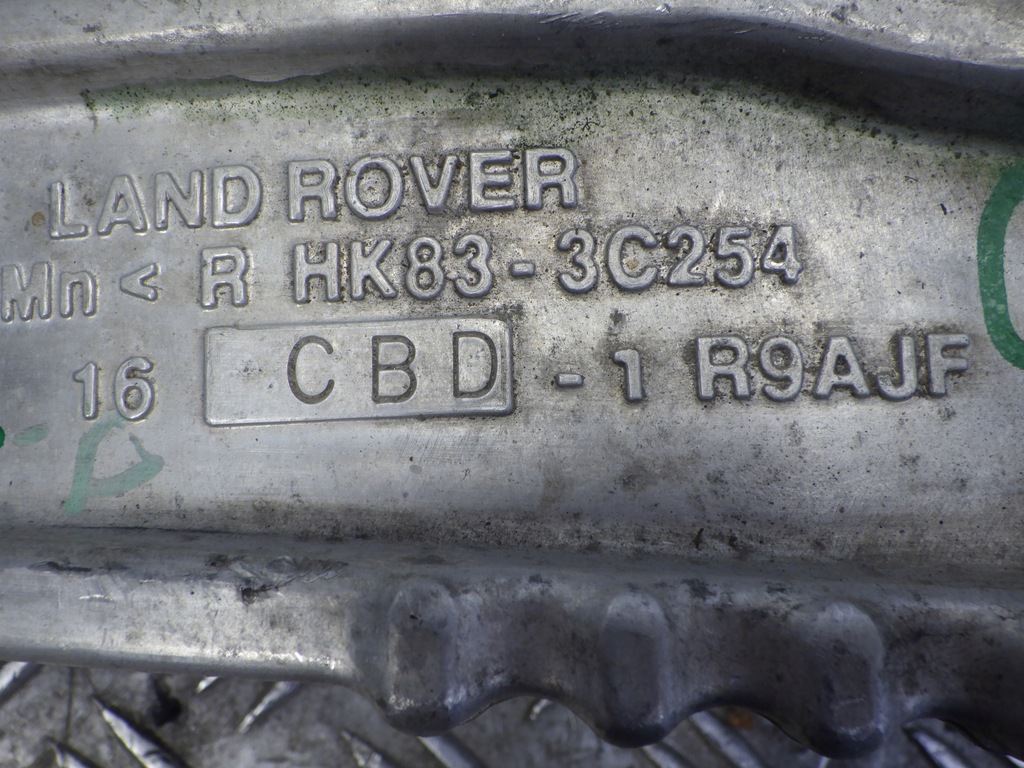 LAND ROVER
Mn < R HK83-3C254
16 CBD -1 R9AJF